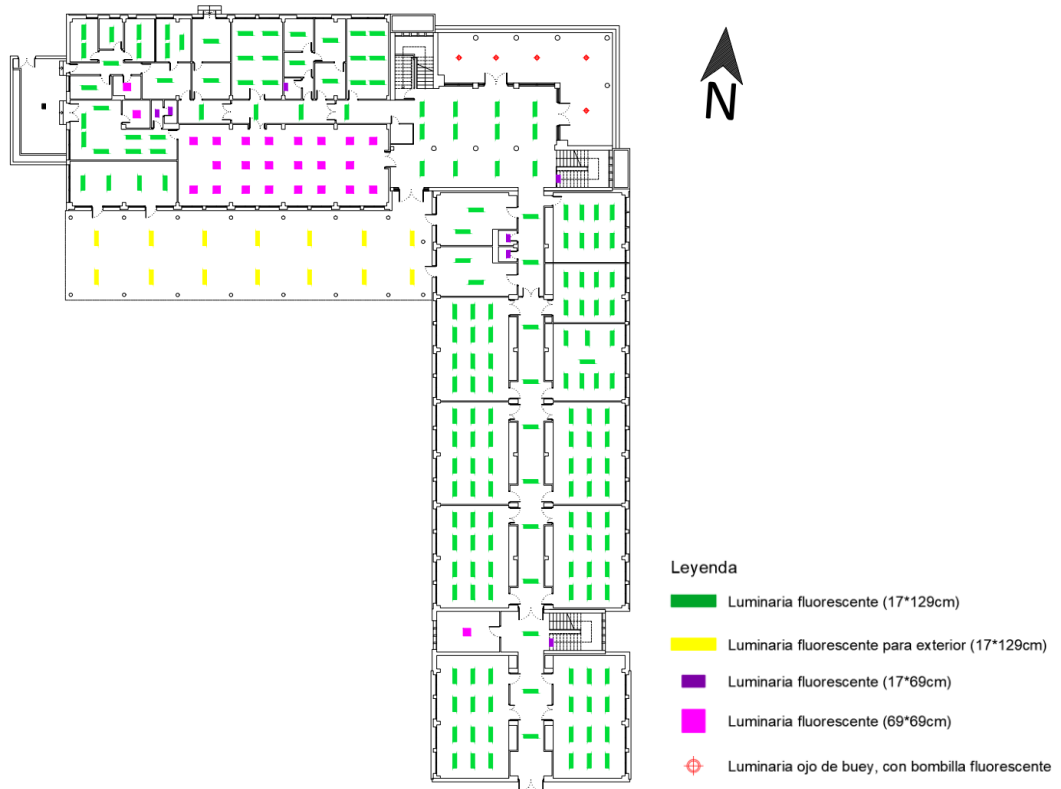 N
Leyenda
Luminaria fluorescente (17*129cm)
Luminaria fluorescente para exterior (17*129cm)
Luminaria fluorescente (17*69cm)
Luminaria fluorescente (69*69cm)
Luminaria ojo de buey, con bombilla fluorescente